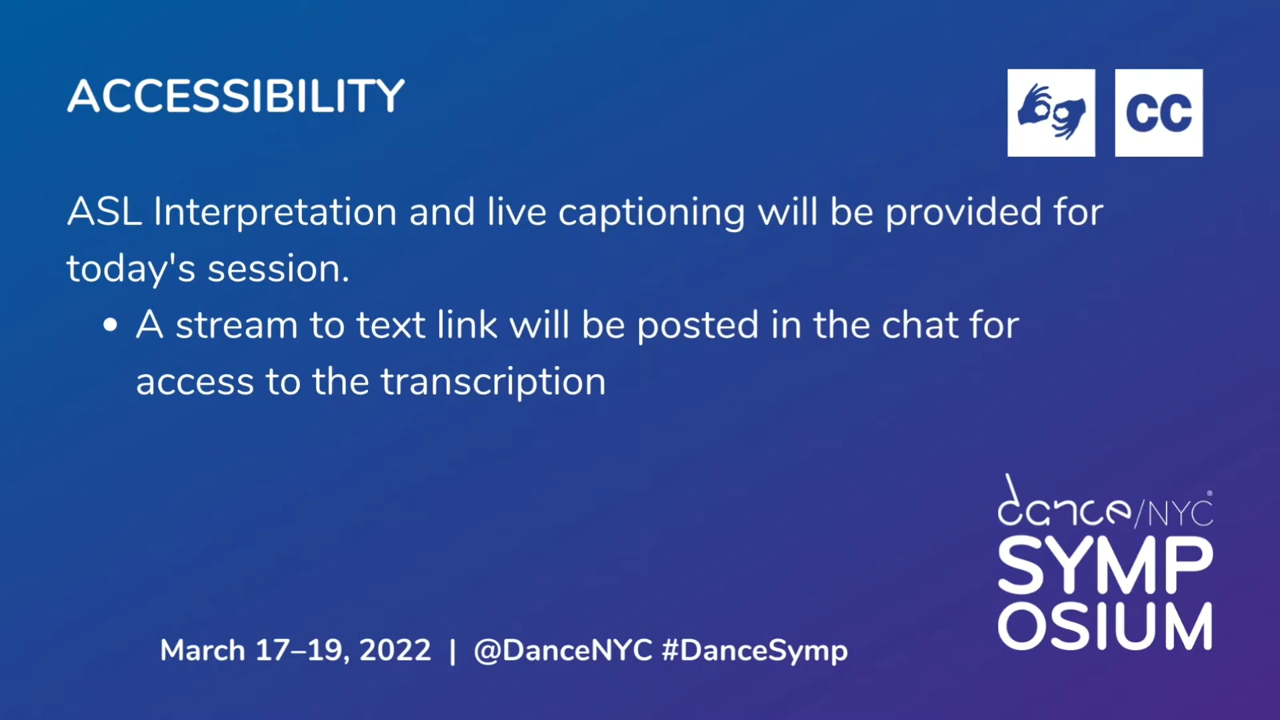 ACCESSIBILITY
CC
ASL Interpretation and live captioning will be provided for
today's session.
• A stream to text link will be posted in the chat for
access to the transcription
dance/NYC®
SYMP
OSIUM
March 17–19, 2022 | @DanceNYC #DanceSymp